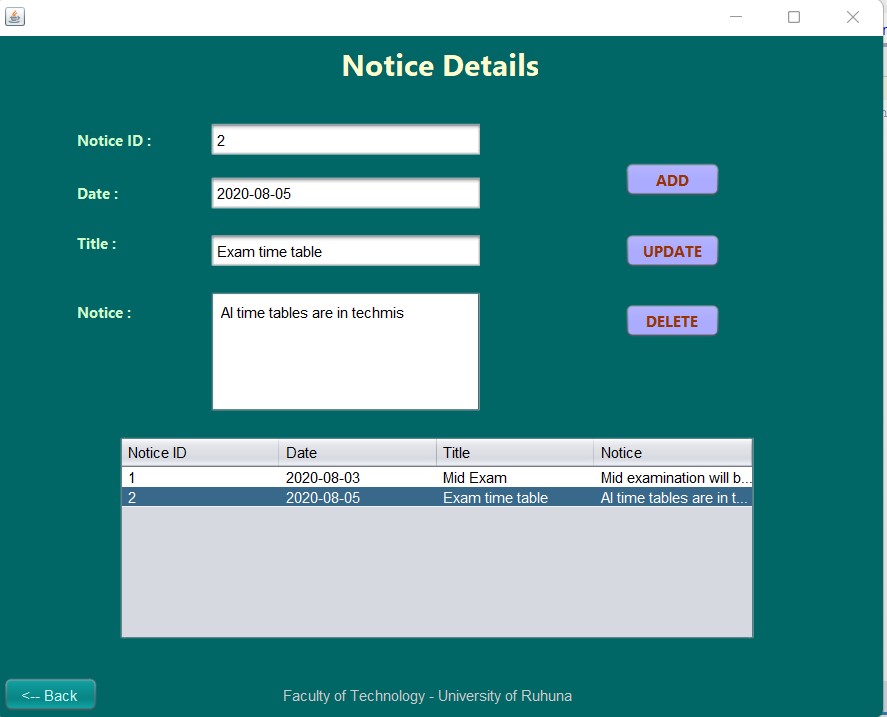 Notice Details
Notice ID :
2
Date :
2020-08-05
Title :
Exam time table
Notice :
Al time tables are in techmis
ADD
UPDATE
DELETE
Notice ID Date Title Notice
1 2020-08-03 Mid Exam Mid examination will b...
2 2020-08-05 Exam time table Al time tables are in t...
<-- Back
Faculty of Technology - University of Ruhuna